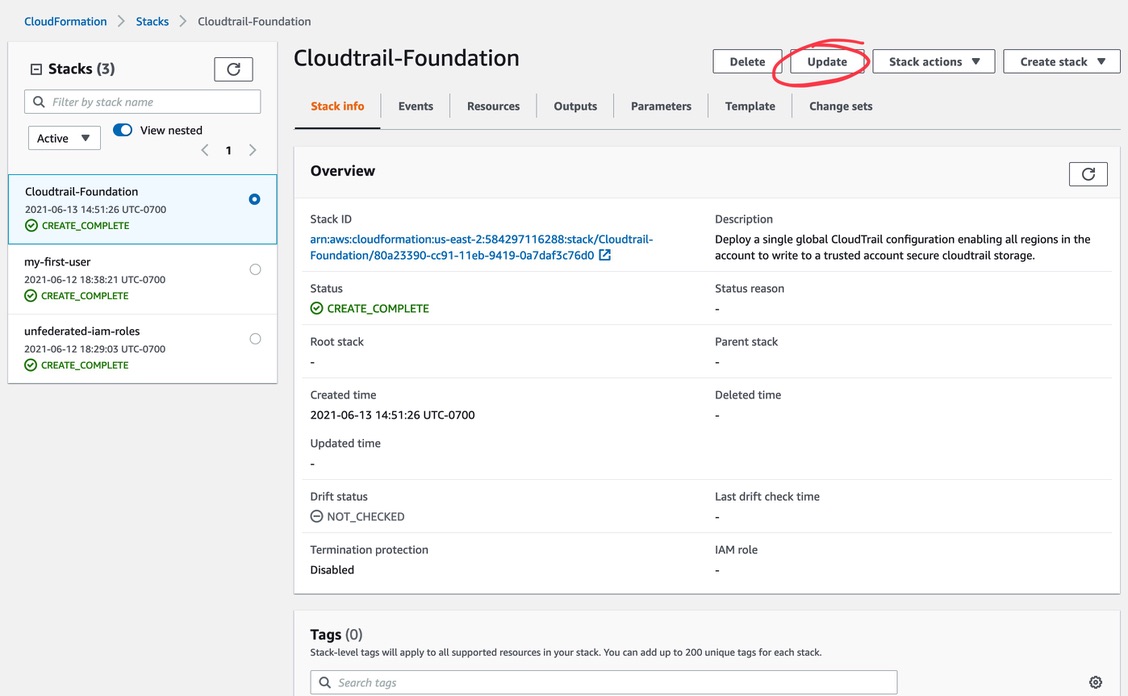 CloudFormation > Stacks > Cloudtrail-Foundation
Stacks (3)
Filter by stack name
Active
View nested
1
Cloudtrail-Foundation
2021-06-13 14:51:26 UTC-0700
CREATE_COMPLETE
my-first-user
2021-06-12 18:38:21 UTC-0700
CREATE_COMPLETE
unfederated-iam-roles
2021-06-12 18:29:03 UTC-0700
CREATE_COMPLETE
Cloudtrail-Foundation
Delete
Update
Stack actions
Create stack
Stack info
Events
Resources
Outputs
Parameters
Template
Change sets
Overview
Stack ID
arn:aws:cloudformation:us-east-2:584297116288:stack/Cloudtrail-
Foundation/80a23390-cc91-11eb-9419-0a7daf3c76d0
Description
Deploy a single global CloudTrail configuration enabling all regions in the
account to write to a trusted account secure cloudtrail storage.
Status
CREATE_COMPLETE
Status reason
-
Root stack
-
Parent stack
-
Created time
2021-06-13 14:51:26 UTC-0700
Deleted time
-
Updated time
-
Drift status
NOT_CHECKED
Last drift check time
-
Termination protection
Disabled
IAM role
-
Tags (0)
Stack-level tags will apply to all supported resources in your stack. You can add up to 200 unique tags for each stack.
Search tags